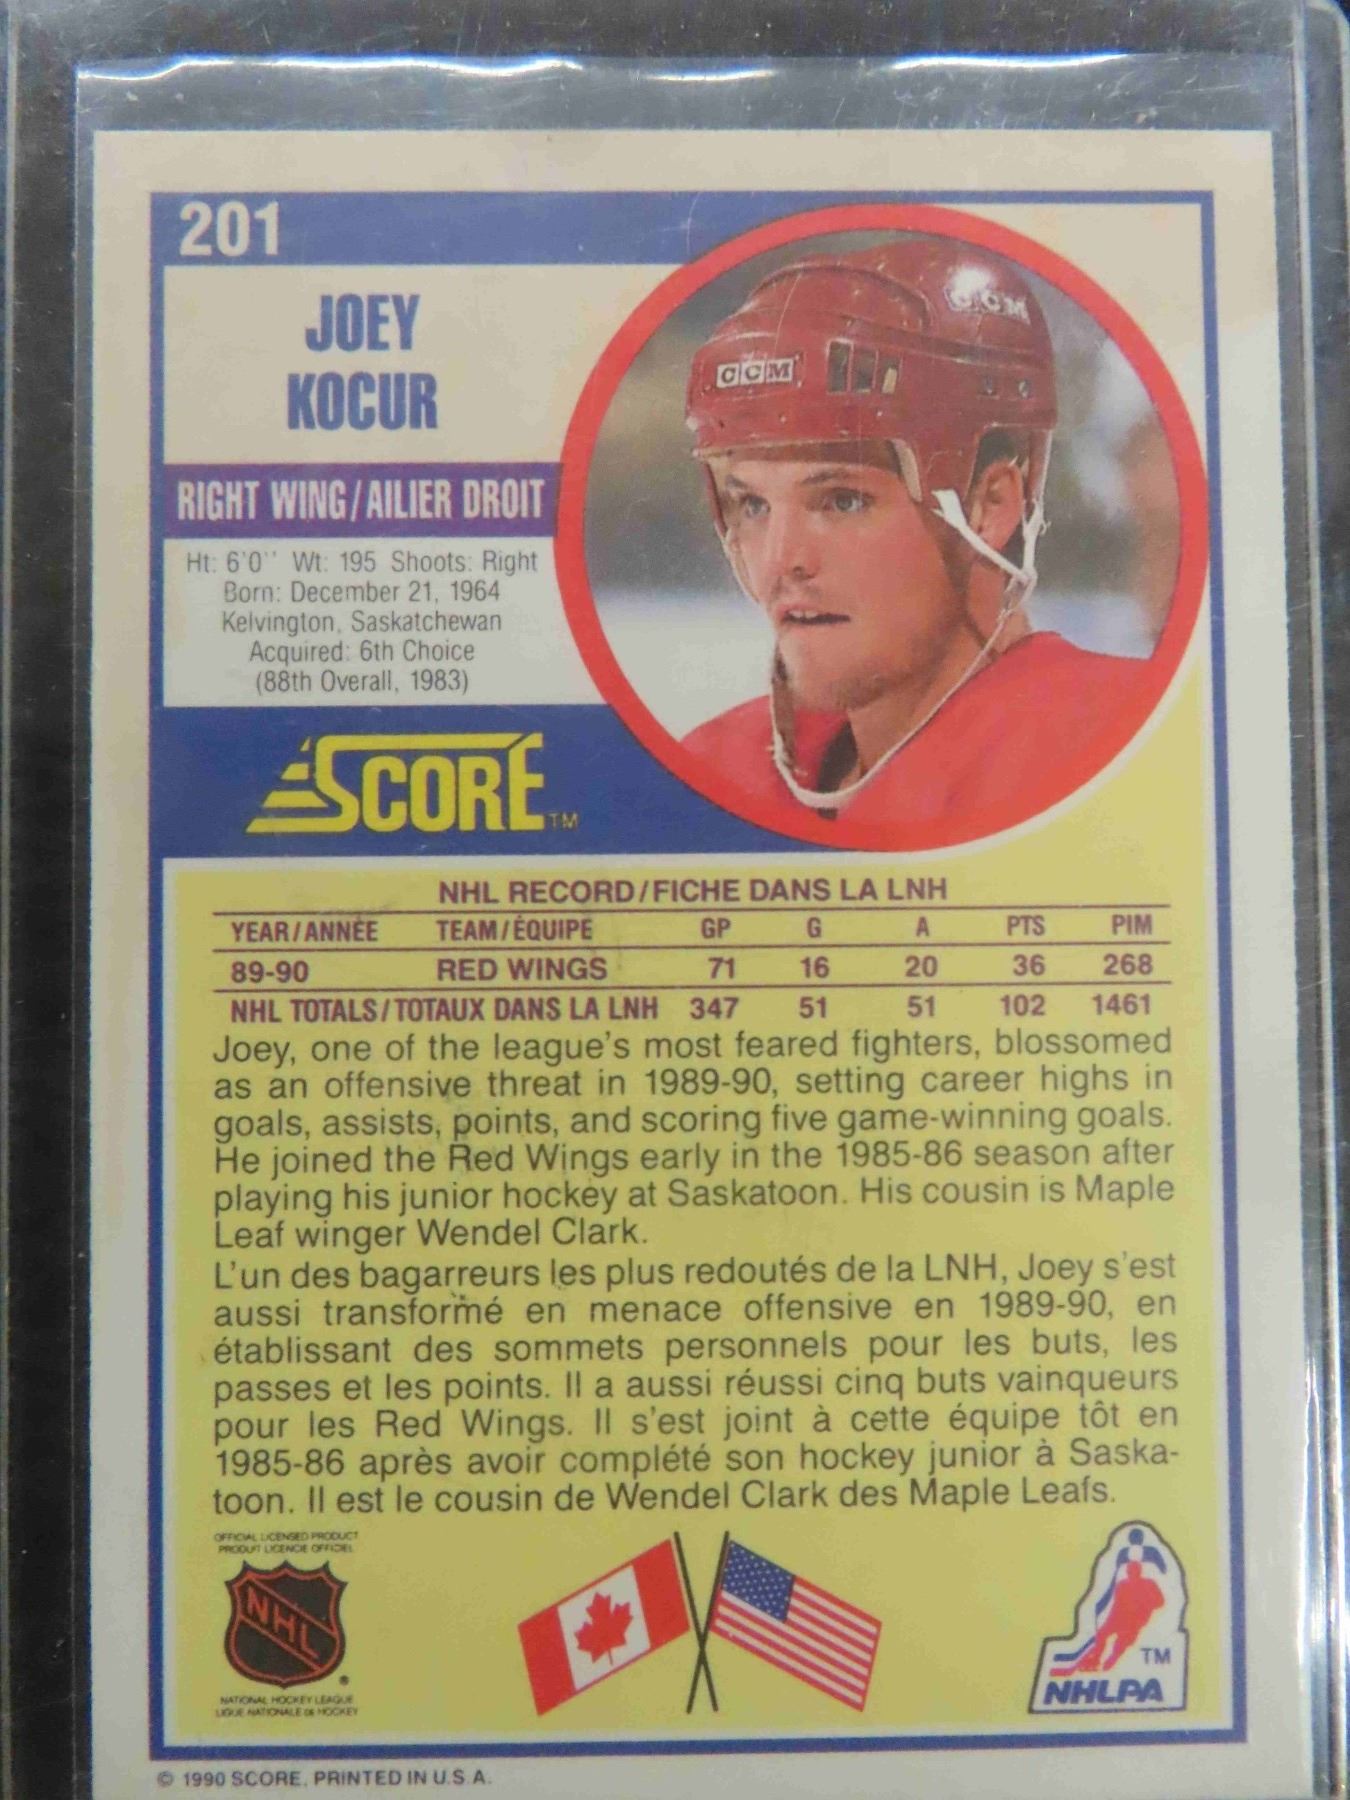 201
JOEY
KOCUR
CCM
CCM
RIGHT WING/AILIER DROIT
Ht: 6'0'' Wt: 195 Shoots: Right
Born: December 21, 1964
Kelvington, Saskatchewan
Acquired: 6th Choice
(88th Overall, 1983)
SCORE TM
NHL RECORD/FICHE DANS LA LNH
YEAR/ANNÉE TEAM/ÉQUIPE GP G A PTS PIM
89-90 RED WINGS 71 16 20 36 268
NHL TOTALS/TOTAUX DANS LA LNH 347 51 51 102 1461
Joey, one of the league's most feared fighters, blossomed
as an offensive threat in 1989-90, setting career highs in
goals, assists, points, and scoring five game-winning goals.
He joined the Red Wings early in the 1985-86 season after
playing his junior hockey at Saskatoon. His cousin is Maple
Leaf winger Wendel Clark.
L'un des bagarreurs les plus redoutés de la LNH, Joey s'est
aussi transformé en menace offensive en 1989-90, en
établissant des sommets personnels pour les buts, les
passes et les points. Il a aussi réussi cinq buts vainqueurs
pour les Red Wings. Il s'est joint à cette équipe tôt en
1985-86 après avoir complété son hockey junior à Saska-
toon. Il est le cousin de Wendel Clark des Maple Leafs.
OFFICIAL LICENSED PRODUCT
PRODUIT LICENCIE OFFICIEL
NHL ®
NATIONAL HOCKEY LEAGUE
LIGUE NATIONALE DE HOCKEY
TM
NHLPA
© 1990 SCORE, PRINTED IN U.S.A.